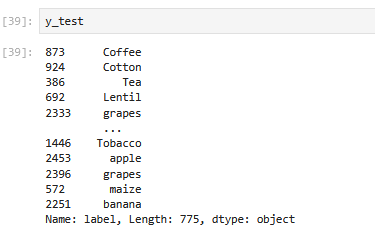 [39]: y_test
[39]: 873 Coffee
924 Cotton
386 Tea
692 Lentil
2333 grapes
...
1446 Tobacco
2453 apple
2396 grapes
572 maize
2251 banana
Name: label, Length: 775, dtype: object